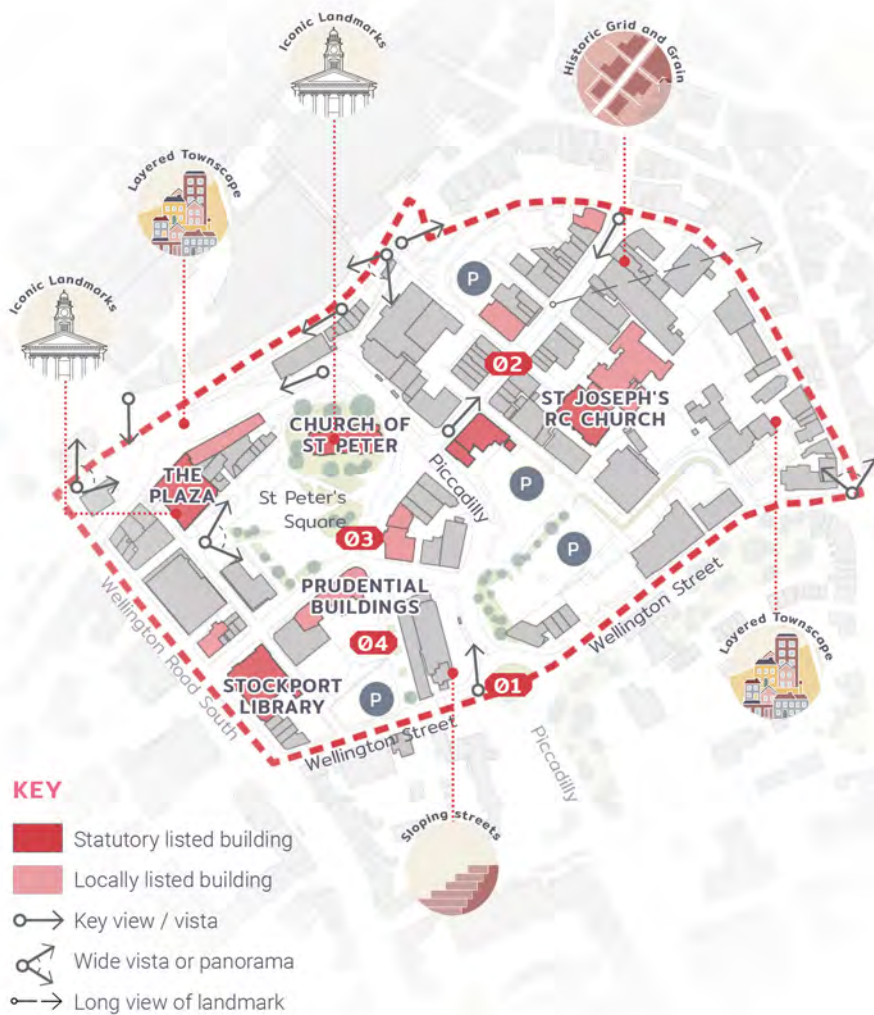 Iconic Landmarks
Historic Grid and Grain
Layered Townscape
Iconic Landmarks
P
02
ST JOSEPH'S
RC CHURCH
CHURCH OF
ST PETER
THE
PLAZA
Piccadilly
P
St Peter's
Square
03
P
PRUDENTIAL
BUILDINGS
Wellington Street
04
Layered Townscape
Wellington Road South
STOCKPORT
LIBRARY
P
01
Wellington Street
Piccadilly
Sloping streets
KEY
Statutory listed building
Locally listed building
Key view / vista
Wide vista or panorama
Long view of landmark